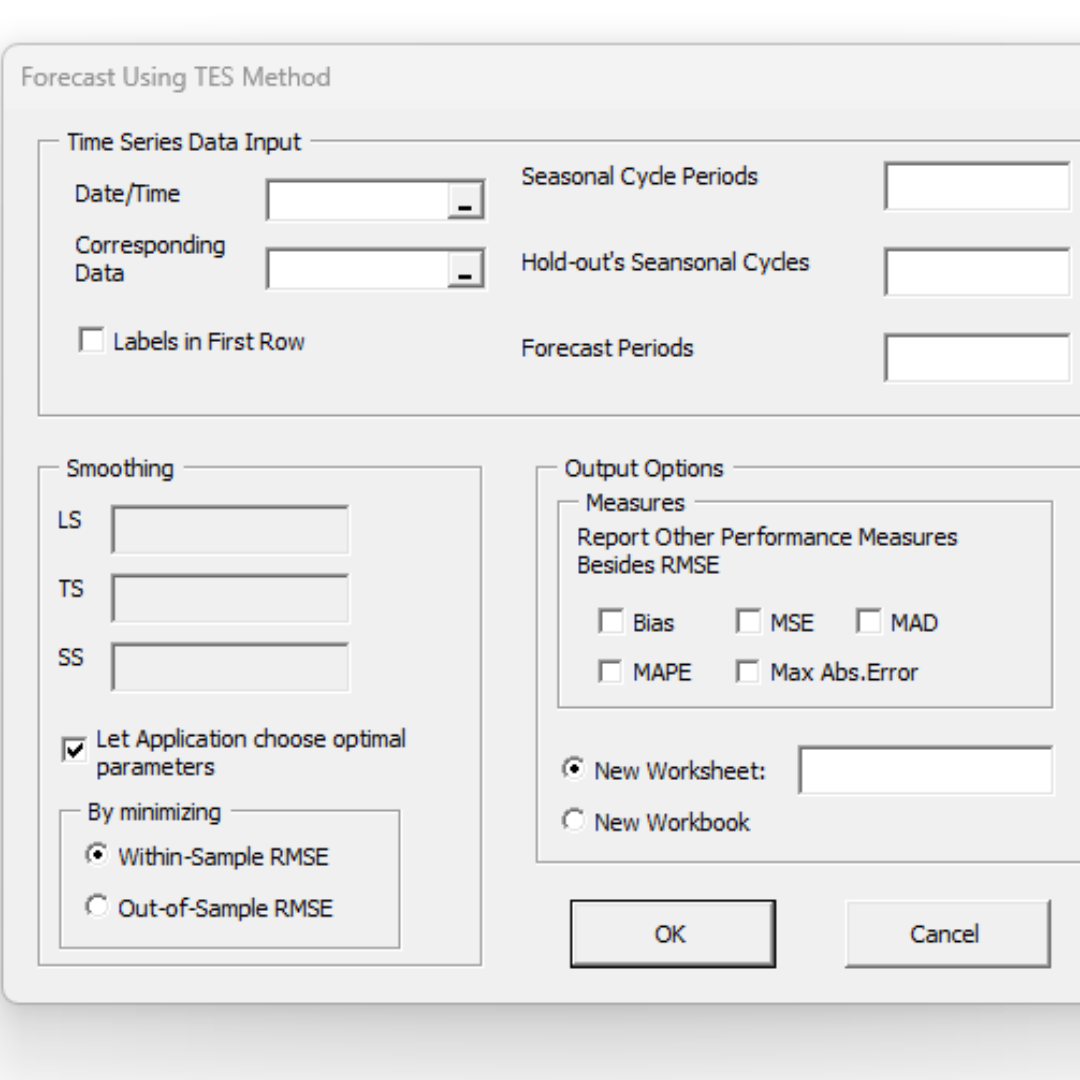 Forecast Using TES Method
Time Series Data Input
Date/Time
Corresponding
Data
Labels in First Row
Seasonal Cycle Periods
Hold-out's Seansonal Cycles
Forecast Periods
Smoothing
LS
TS
SS
Let Application choose optimal
parameters
By minimizing
Within-Sample RMSE
Out-of-Sample RMSE
Output Options
Measures
Report Other Performance Measures
Besides RMSE
Bias MSE MAD
MAPE Max Abs.Error
New Worksheet:
New Workbook
OK Cancel